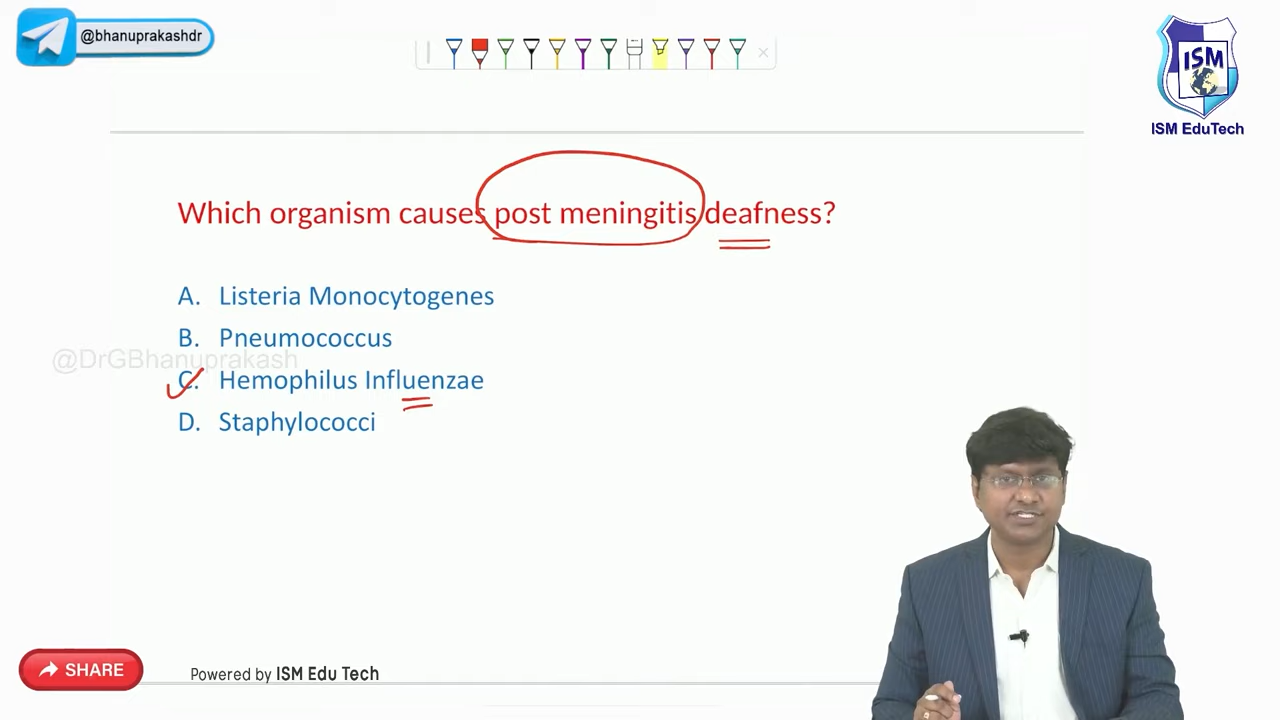 @bhanuprakashdr
ISM
ISM EduTech
Which organism causes post meningitis deafness?
A. Listeria Monocytogenes
B. Pneumococcus
@DrGBhanuprakash
C. Hemophilus Influenzae
D. Staphylococci
SHARE
Powered by ISM Edu Tech